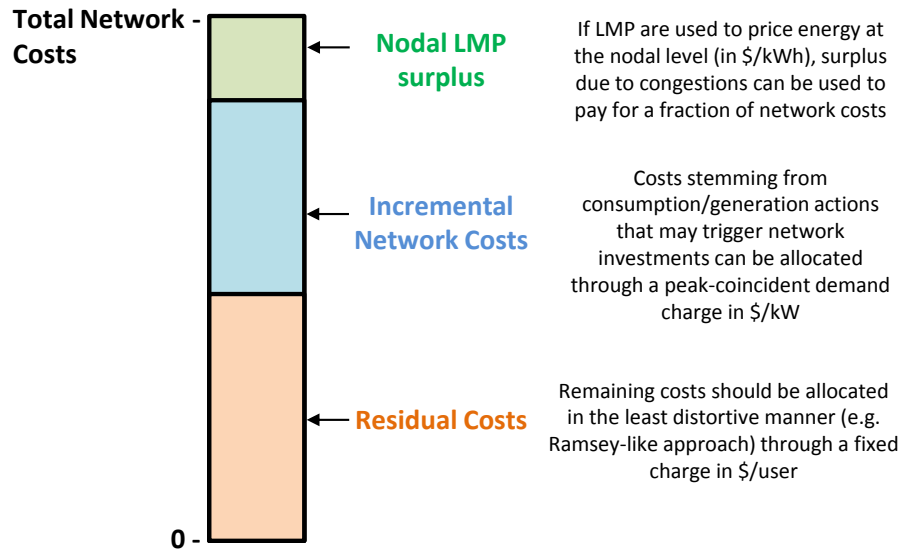 Total Network
Costs
-
Nodal LMP
surplus
If LMP are used to price energy at
the nodal level (in $/kWh), surplus
due to congestions can be used to
pay for a fraction of network costs
Incremental
Network Costs
Costs stemming from
consumption/generation actions
that may trigger network
investments can be allocated
through a peak-coincident demand
charge in $/kW
Residual Costs
Remaining costs should be allocated
in the least distortive manner (e.g.
Ramsey-like approach) through a fixed
charge in $/user
0 -